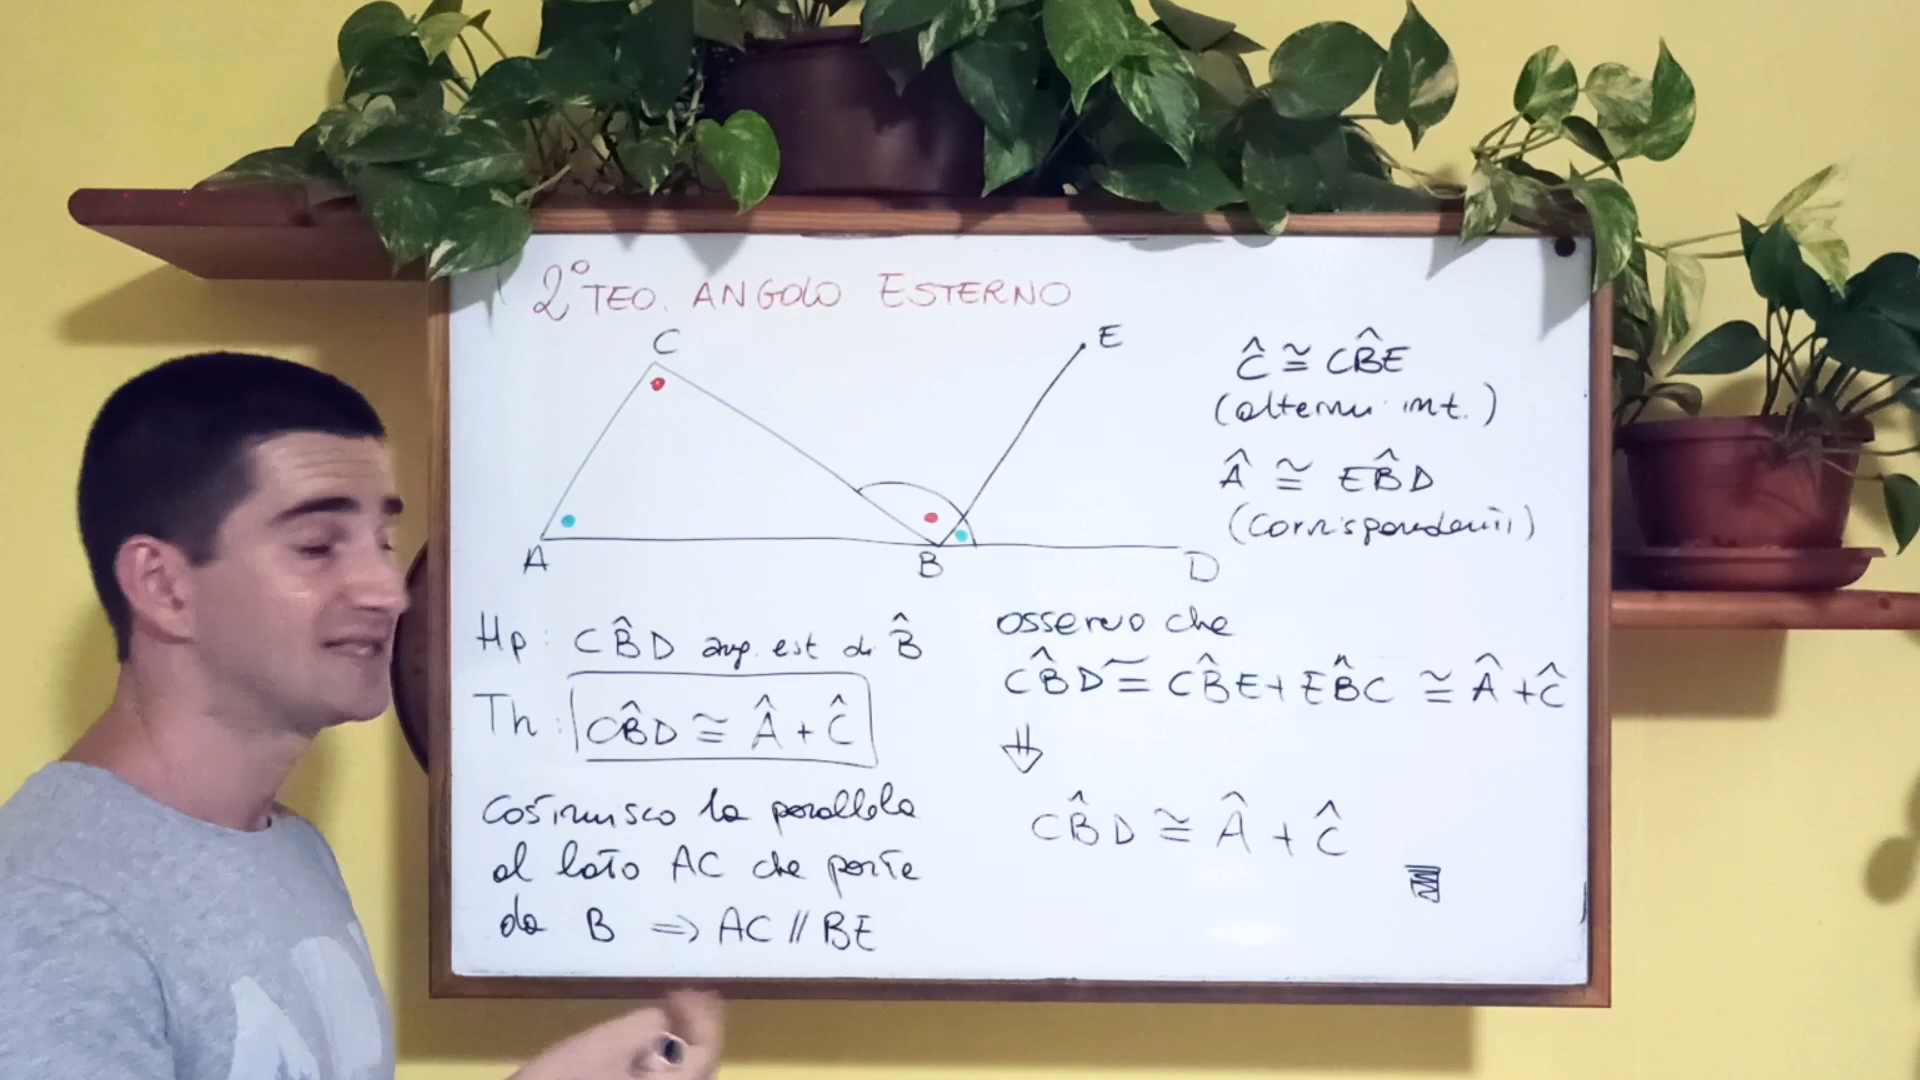 2° TEO. ANGOLO ESTERNO
C
E
A
B
D
Ĉ ≅ CB̂E
(alterni int.)
Â ≅ EB̂D
(corrispondenti)
Hp: CB̂D ang. est di B̂
Th: CB̂D ≅ Â + Ĉ
Costruisco la parallela
al lato AC che parte
da B ⇒ AC // BE
osservo che
CB̂D ≅ CB̂E + EB̂C ≅ Â + Ĉ
⇓
CB̂D ≅ Â + Ĉ